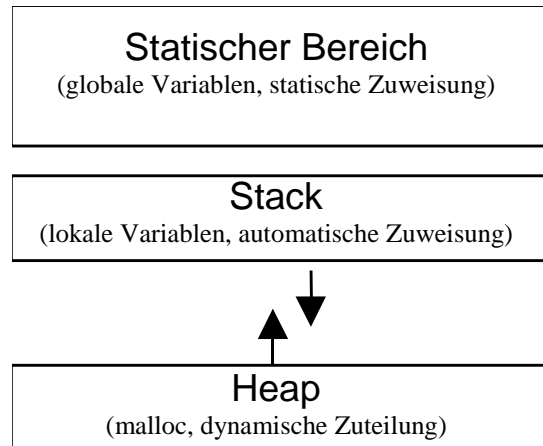 Statischer Bereich
(globale Variablen, statische Zuweisung)
Stack
(lokale Variablen, automatische Zuweisung)
Heap
(malloc, dynamische Zuteilung)